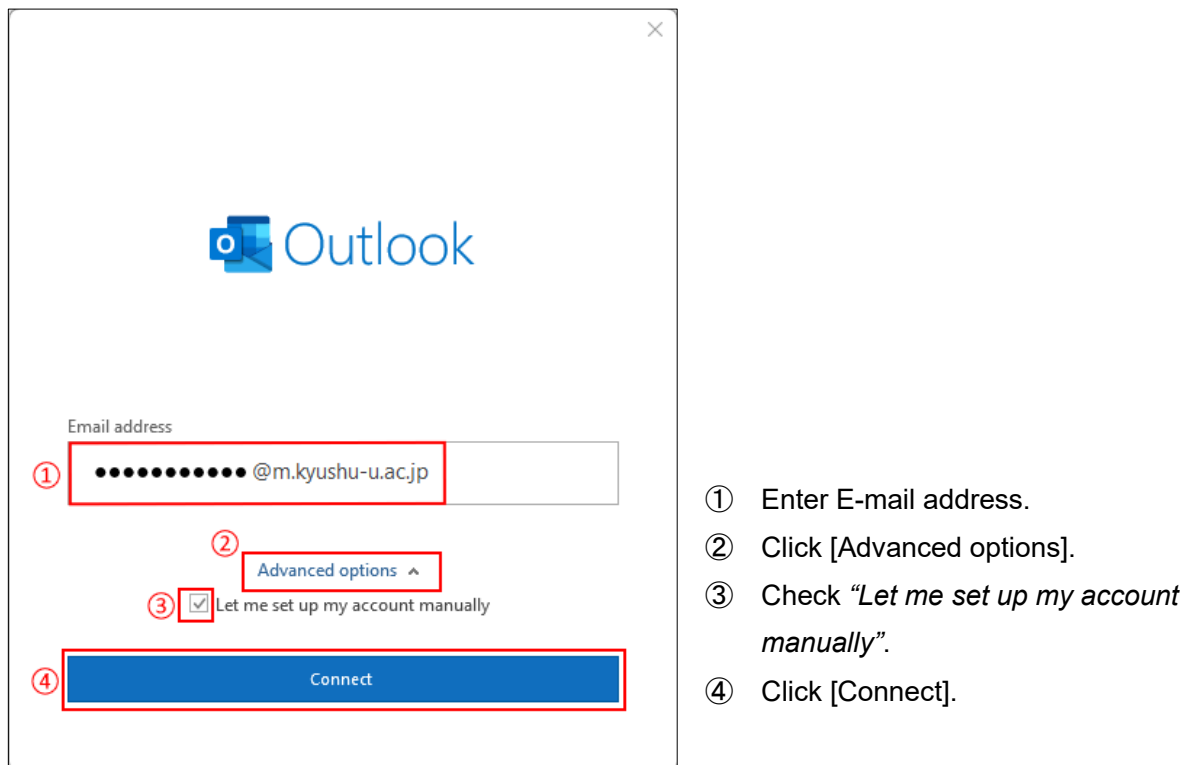 Outlook
Email address
① ●●●●●●●●●●● @m.kyushu-u.ac.jp
②
Advanced options
③ Let me set up my account manually
④ Connect
① Enter E-mail address.
② Click [Advanced options].
③ Check “Let me set up my account
manually”.
④ Click [Connect].